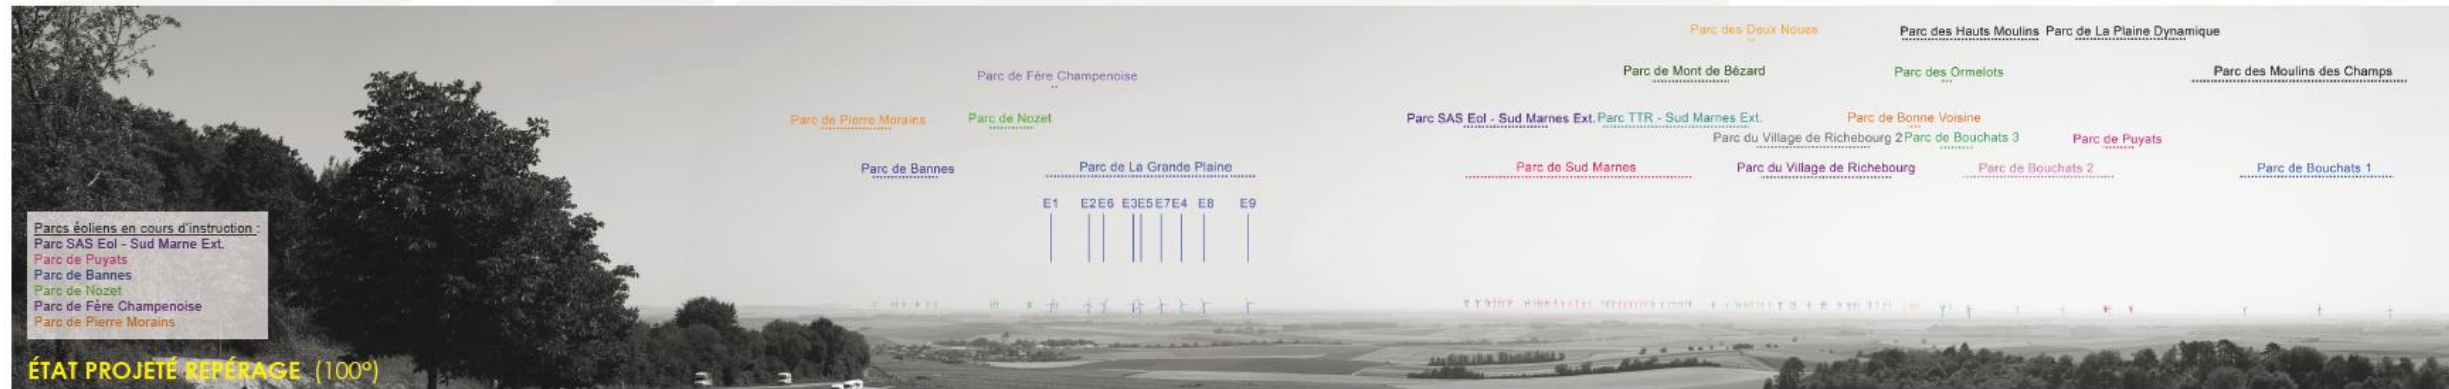 Parc des Deux Noues
Parc des Hauts Moulins
Parc de La Plaine Dynamique
Parc de Fère Champenoise
Parc de Mont de Bézard
Parc des Ormelots
Parc des Moulins des Champs
Parc de Pierre Morains
Parc de Nozet
Parc SAS Eol - Sud Marnes Ext.
Parc TTR - Sud Marnes Ext.
Parc de Bonne Voisine
Parc du Village de Richebourg 2
Parc de Bouchats 3
Parc de Puyats
Parc de Bannes
Parc de La Grande Plaine
Parc de Sud Marnes
Parc du Village de Richebourg
Parc de Bouchats 2
Parc de Bouchats 1
E1 E2 E6 E3 E5 E7 E4 E8 E9
Parcs éoliens en cours d'instruction :
Parc SAS Eol - Sud Marne Ext.
Parc de Puyats
Parc de Bannes
Parc de Nozet
Parc de Fère Champenoise
Parc de Pierre Morains
ÉTAT PROJETÉ REPÉRAGE (100°)